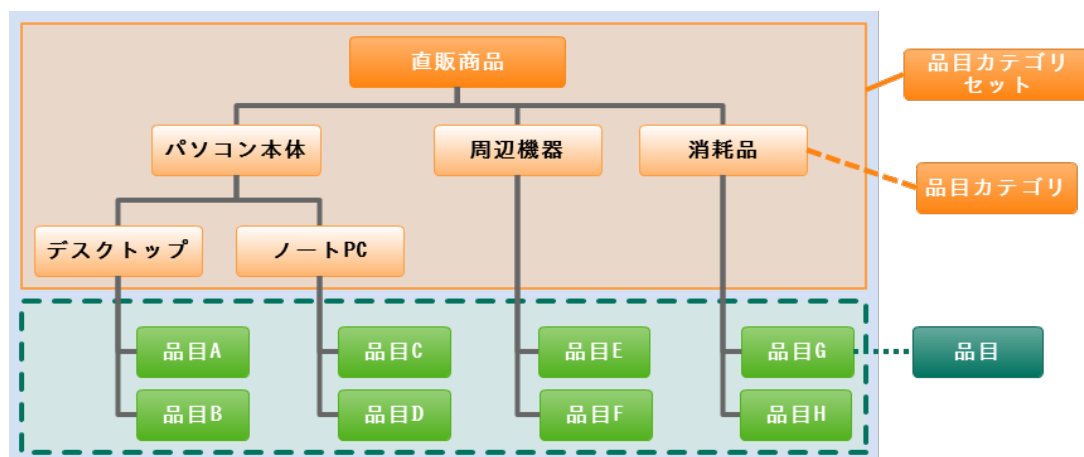 直販商品
品目カテゴリ
セット
パソコン本体
周辺機器
消耗品
品目カテゴリ
デスクトップ
ノートPC
品目A
品目C
品目E
品目G
品目
品目B
品目D
品目F
品目H